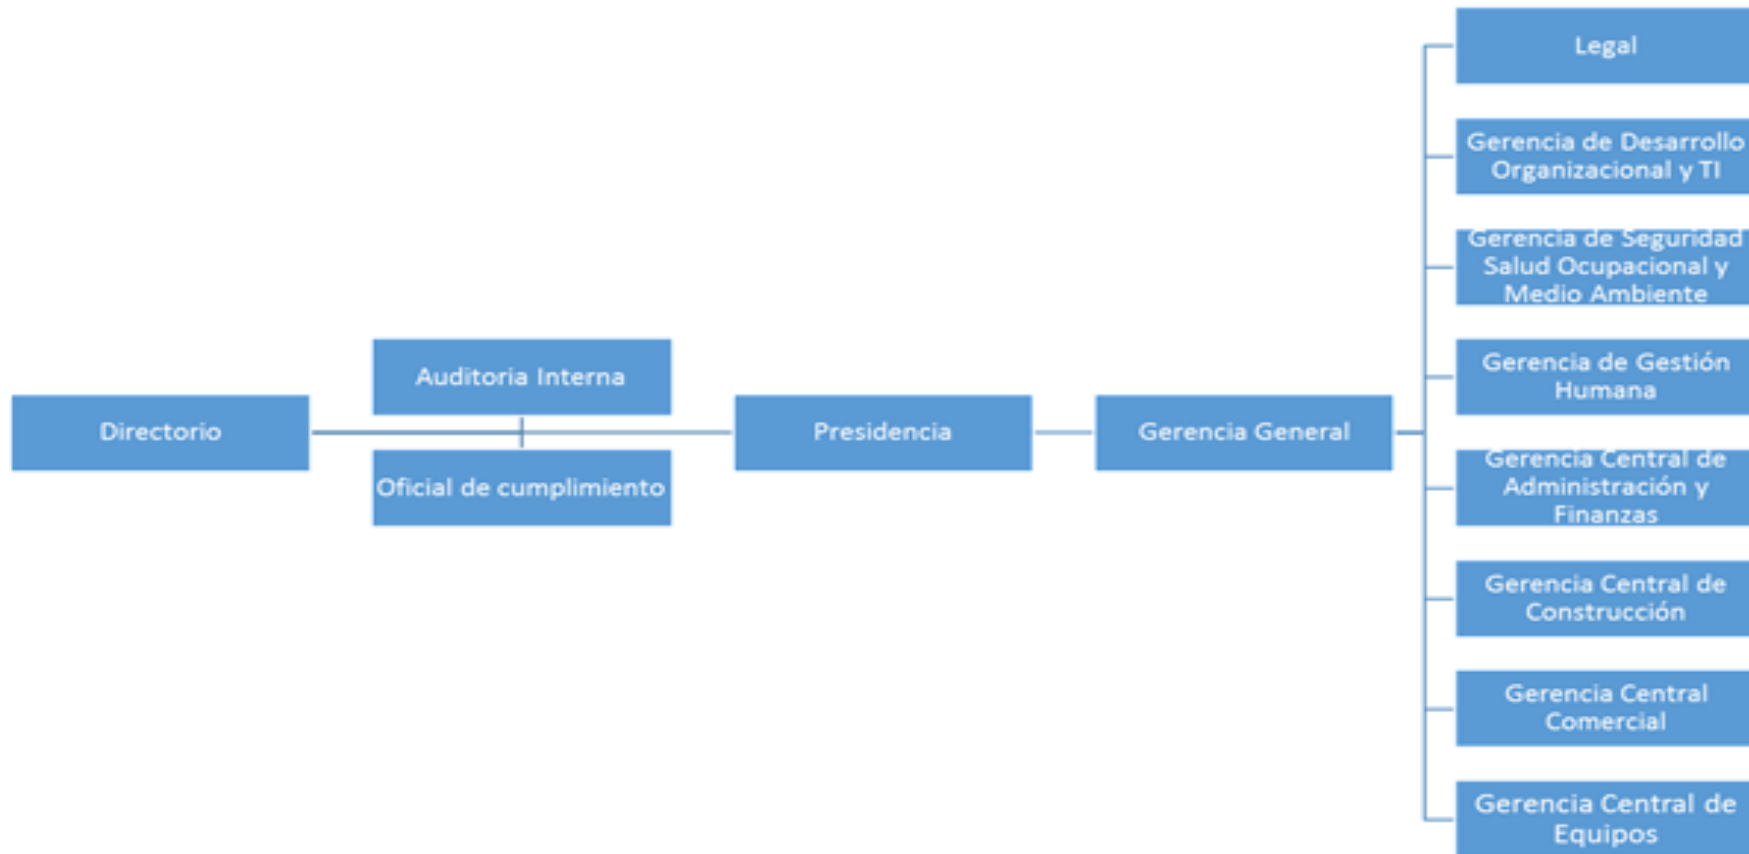 Directorio
Auditoria Interna
Oficial de cumplimiento
Presidencia
Gerencia General
Legal
Gerencia de Desarrollo
Organizacional y TI
Gerencia de Seguridad
Salud Ocupacional y
Medio Ambiente
Gerencia de Gestión
Humana
Gerencia Central de
Administración y
Finanzas
Gerencia Central de
Construcción
Gerencia Central
Comercial
Gerencia Central de
Equipos